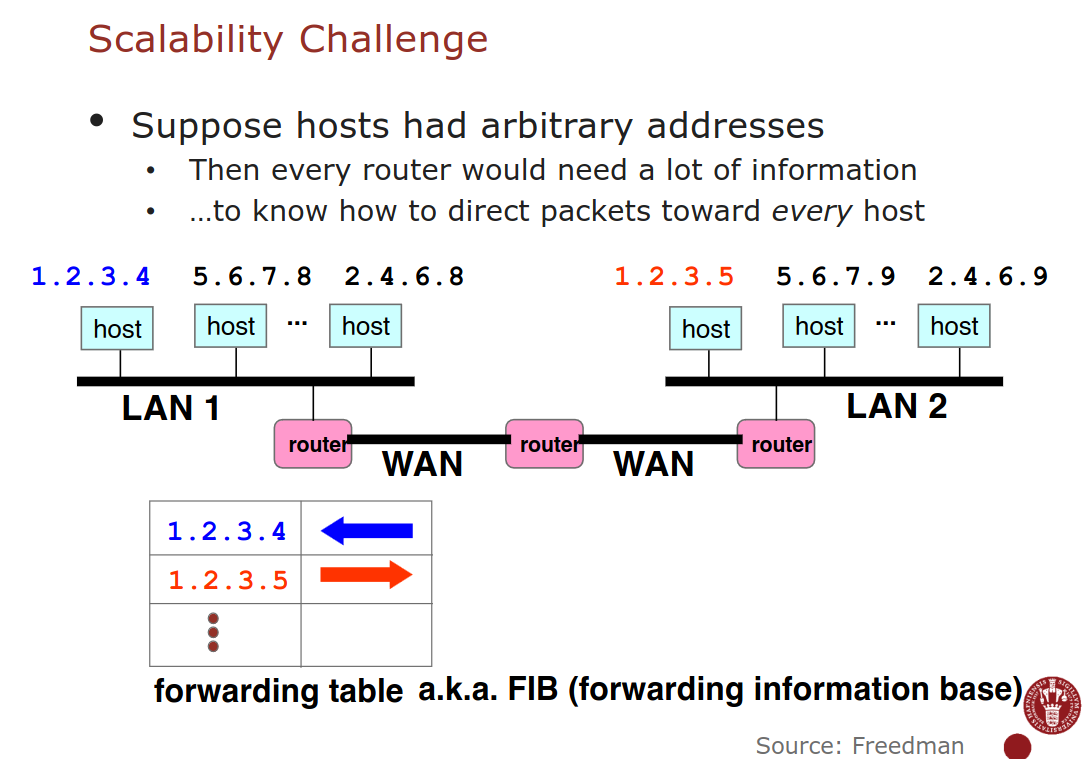 Scalability Challenge
• Suppose hosts had arbitrary addresses
• Then every router would need a lot of information
• …to know how to direct packets toward every host
1.2.3.4 5.6.7.8 2.4.6.8 1.2.3.5 5.6.7.9 2.4.6.9
host host ... host host host ... host
LAN 1 LAN 2
router router router
WAN WAN
1.2.3.4
1.2.3.5
forwarding table a.k.a. FIB (forwarding information base)
Source: Freedman